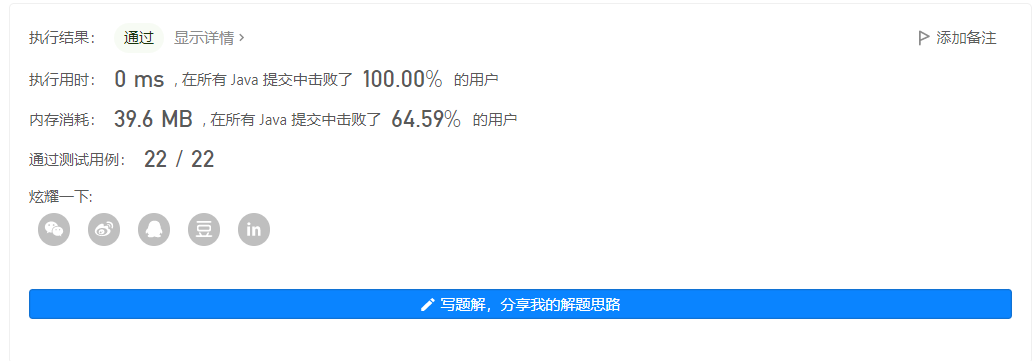 执行结果： 通过 显示详情 › 添加备注
执行用时： 0 ms , 在所有 Java 提交中击败了 100.00% 的用户
内存消耗： 39.6 MB , 在所有 Java 提交中击败了 64.59% 的用户
通过测试用例： 22 / 22
炫耀一下:
豆 in
写题解，分享我的解题思路